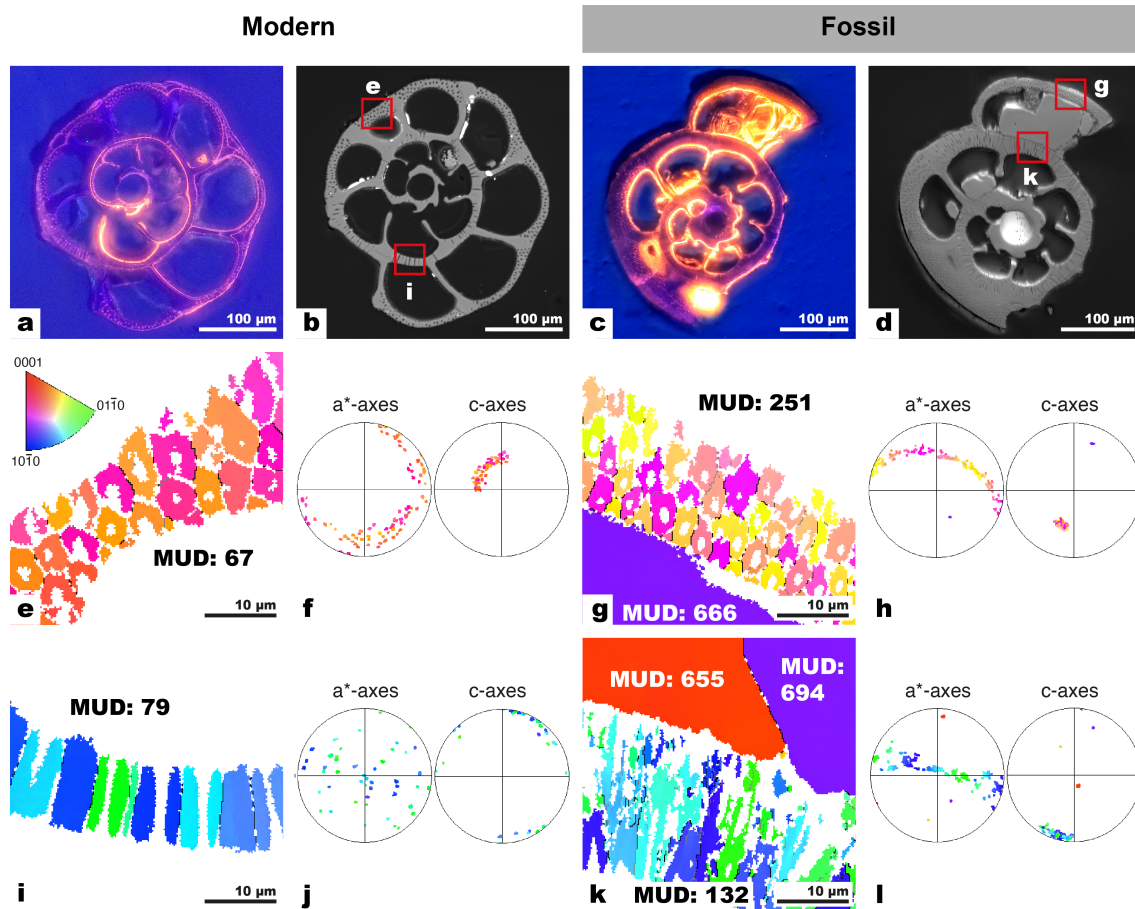 Modern
Fossil
e
g
k
i
a
100 µm
b
100 µm
c
100 µm
d
100 µm
0001
011̅0
101̅0
a*-axes
c-axes
MUD: 251
a*-axes
c-axes
MUD: 67
e
10 µm
f
g
MUD: 666
10 µm
h
MUD: 79
a*-axes
c-axes
MUD: 655
MUD:
694
a*-axes
c-axes
i
10 µm
j
k
MUD: 132
10 µm
l